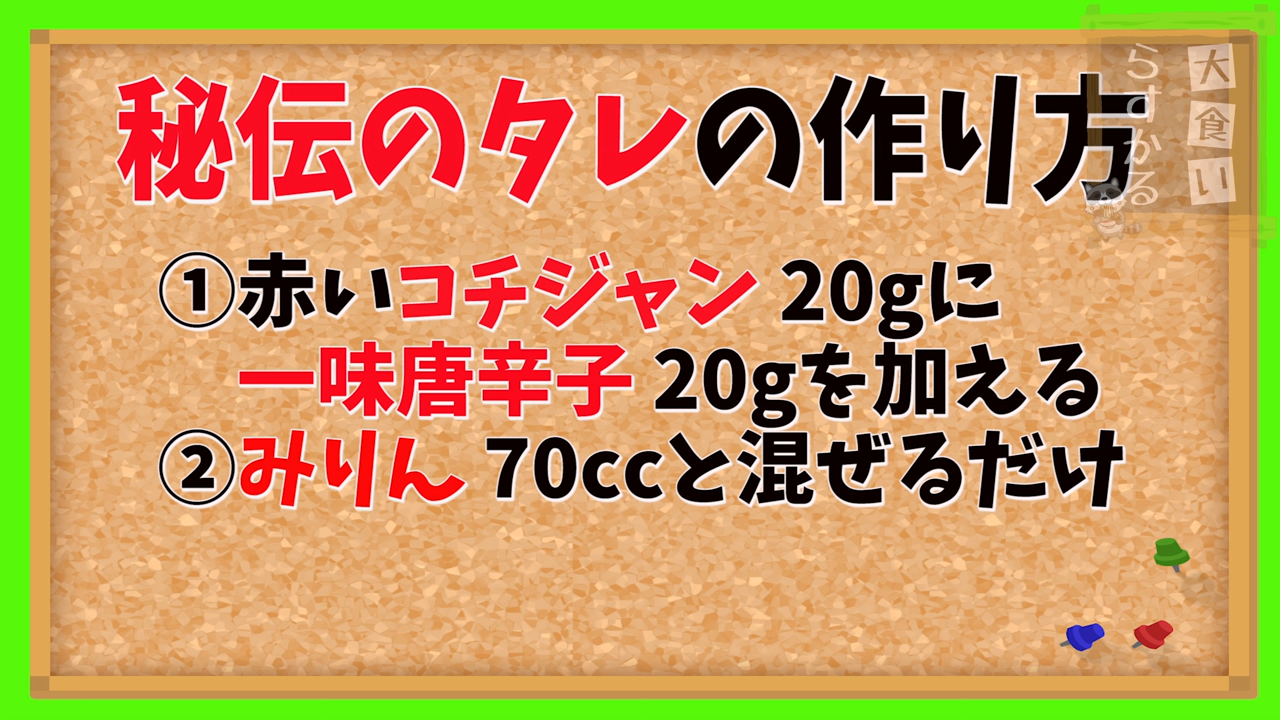 秘伝のタレの作り方
①赤いコチジャン 20gに
一味唐辛子 20gを加える
②みりん 70ccと混ぜるだけ
大食い
らすかる